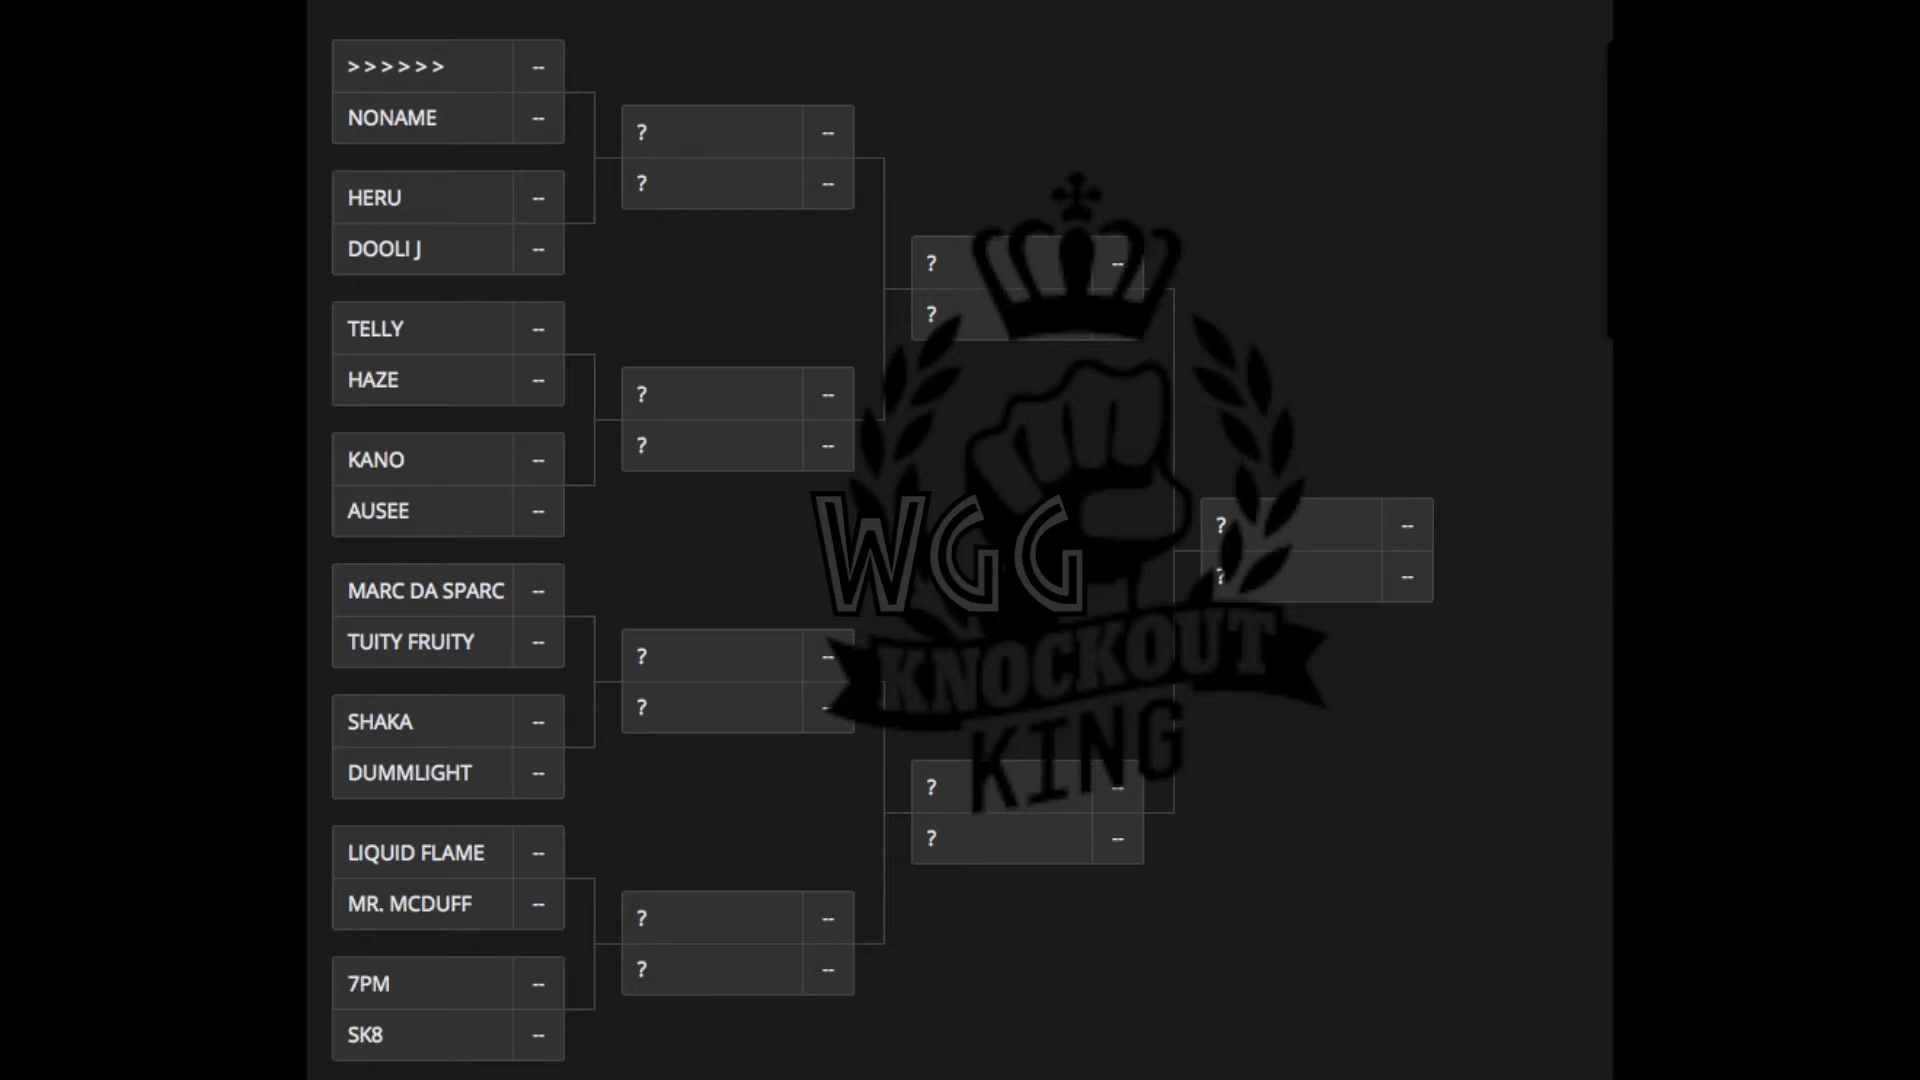 >>>>>> --
NONAME --
HERU --
DOOLI J --
TELLY --
HAZE --
KANO --
AUSEE --
MARC DA SPARC --
TUITY FRUITY --
SHAKA --
DUMMLIGHT --
LIQUID FLAME --
MR. MCDUFF --
7PM --
SK8 --
? --
? --
? --
? --
? --
? --
? --
? --
? --
?
? --
? --
? --
? --
WGG
KNOCKOUT
KING